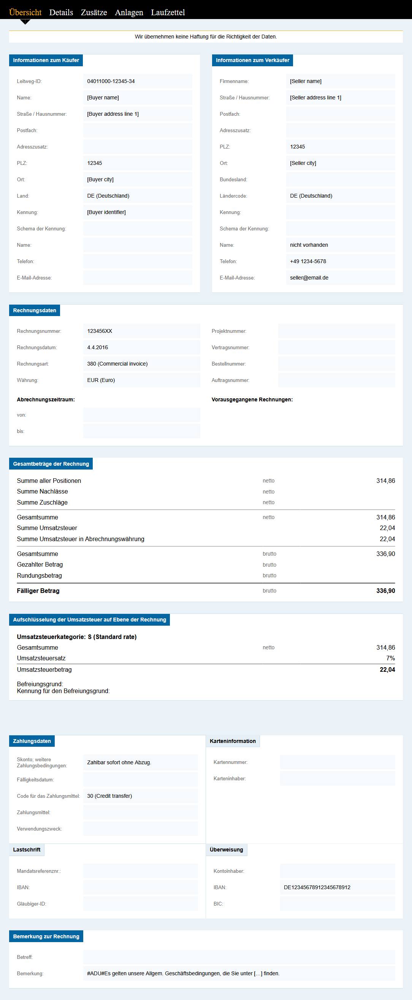 Übersicht Details Zusätze Anlagen Laufzettel
Wir übernehmen keine Haftung für die Richtigkeit der Daten.
Informationen zum Käufer
Leitweg-ID: 04011000-12345-34
Name: [Buyer name]
Straße / Hausnummer: [Buyer address line 1]
Postfach:
Adresszusatz:
PLZ: 12345
Ort: [Buyer city]
Land: DE (Deutschland)
Kennung: [Buyer identifier]
Schema der Kennung:
Name:
Telefon:
E-Mail-Adresse:
Informationen zum Verkäufer
Firmenname: [Seller name]
Straße / Hausnummer: [Seller address line 1]
Postfach:
Adresszusatz:
PLZ: 12345
Ort: [Seller city]
Bundesland:
Ländercode: DE (Deutschland)
Kennung:
Schema der Kennung:
Name: nicht vorhanden
Telefon: +49 1234-5678
E-Mail-Adresse: seller@email.de
Rechnungsdaten
Rechnungsnummer: 123456XX
Rechnungsdatum: 4.4.2016
Rechnungsart: 380 (Commercial invoice)
Währung: EUR (Euro)
Projektnummer:
Vertragsnummer:
Bestellnummer:
Auftragsnummer:
Abrechnungszeitraum:
von:
bis:
Vorausgegangene Rechnungen:
Gesamtbeträge der Rechnung
Summe aller Positionen netto 314,86
Summe Nachlässe netto
Summe Zuschläge netto
Gesamtsumme netto 314,86
Summe Umsatzsteuer 22,04
Summe Umsatzsteuer in Abrechnungswährung 22,04
Gesamtsumme brutto 336,90
Gezahlter Betrag brutto
Rundungsbetrag brutto
Fälliger Betrag brutto 336,90
Aufschlüsselung der Umsatzsteuer auf Ebene der Rechnung
Umsatzsteuerkategorie: S (Standard rate)
Gesamtsumme netto 314,86
Umsatzsteuersatz 7%
Umsatzsteuerbetrag 22,04
Befreiungsgrund:
Kennung für den Befreiungsgrund:
Zahlungsdaten
Skonto; weitere
Zahlungsbedingungen: Zahlbar sofort ohne Abzug.
Fälligkeitsdatum:
Code für das Zahlungsmittel: 30 (Credit transfer)
Zahlungsmittel:
Verwendungszweck:
Karteninformation
Kartennummer:
Karteninhaber:
Lastschrift
Mandatsreferenznr.:
IBAN:
Gläubiger-ID:
Überweisung
Kontoinhaber:
IBAN: DE12345678912345678912
BIC:
Bemerkung zur Rechnung
Betreff:
Bemerkung: #ADU#Es gelten unsere Allgem. Geschäftsbedingungen, die Sie unter […] finden.